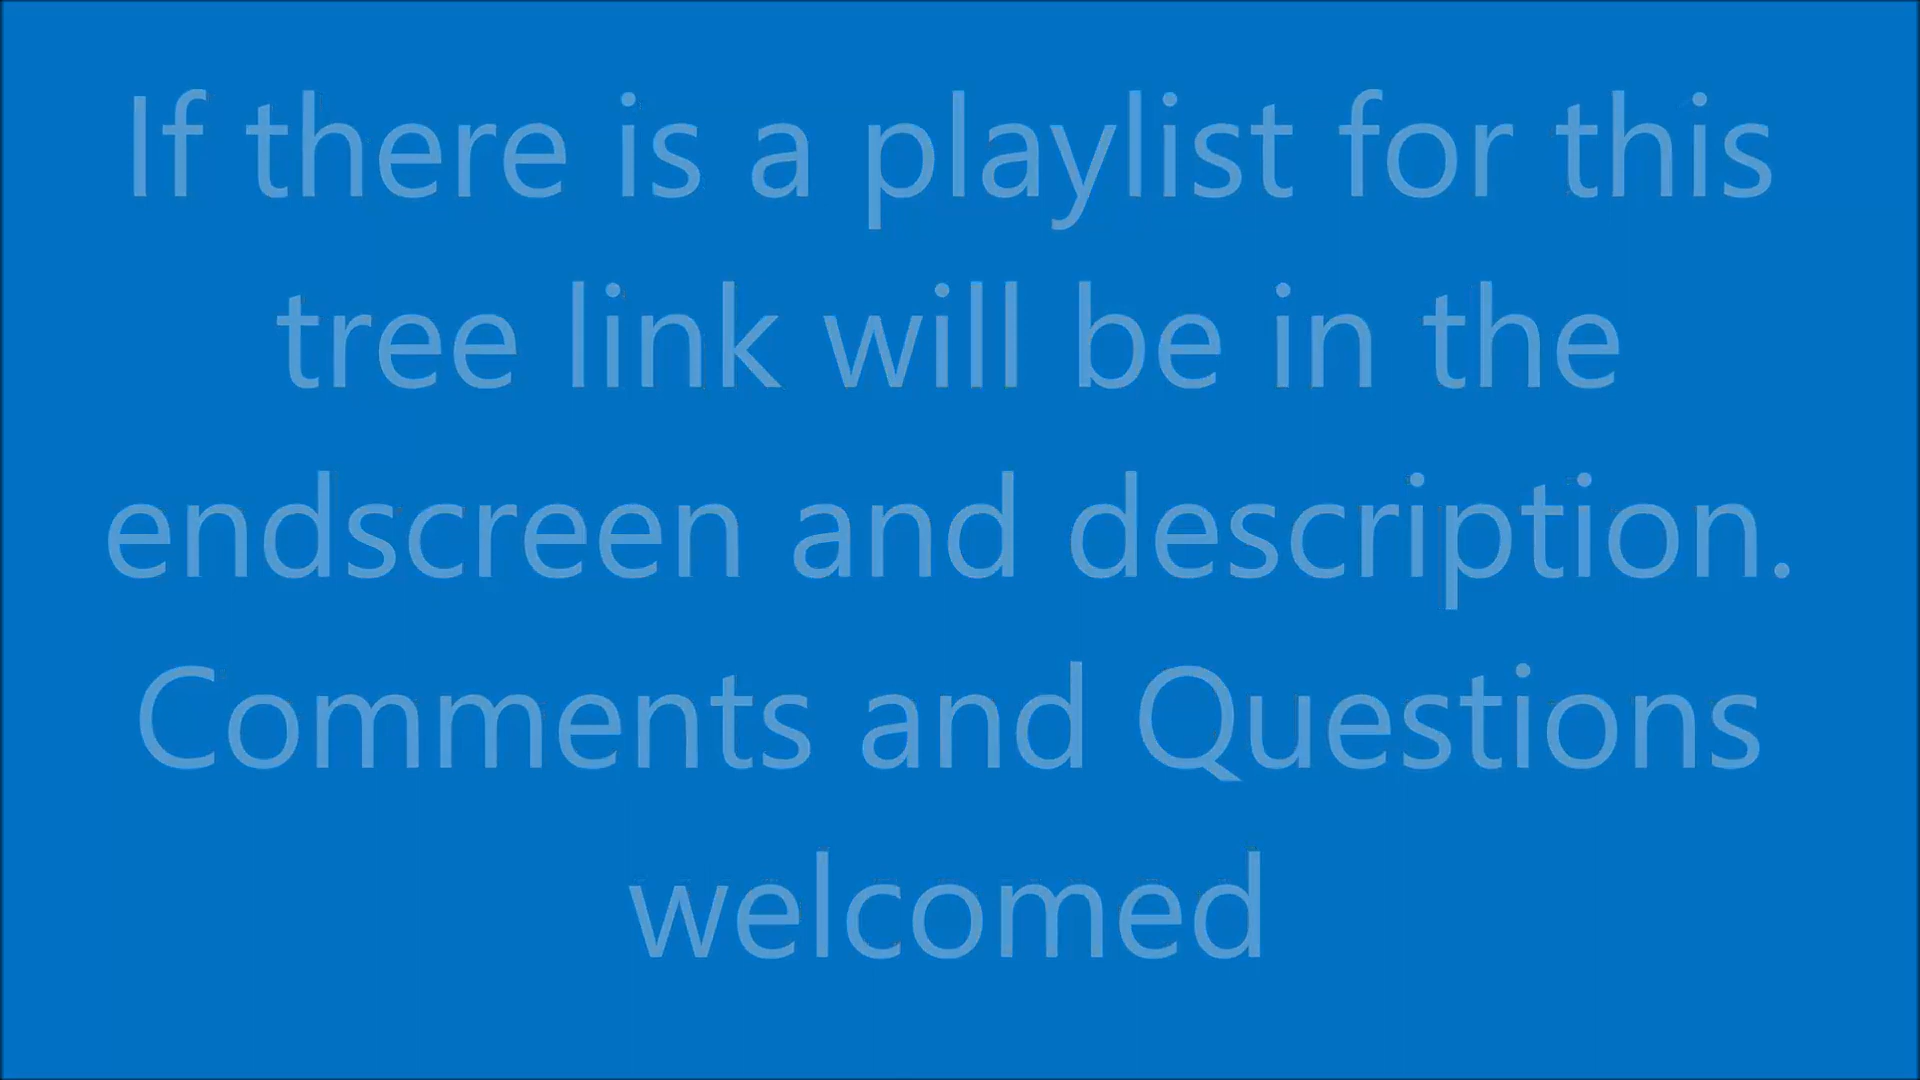 If there is a playlist for this
tree link will be in the
endscreen and description.
Comments and Questions
welcomed